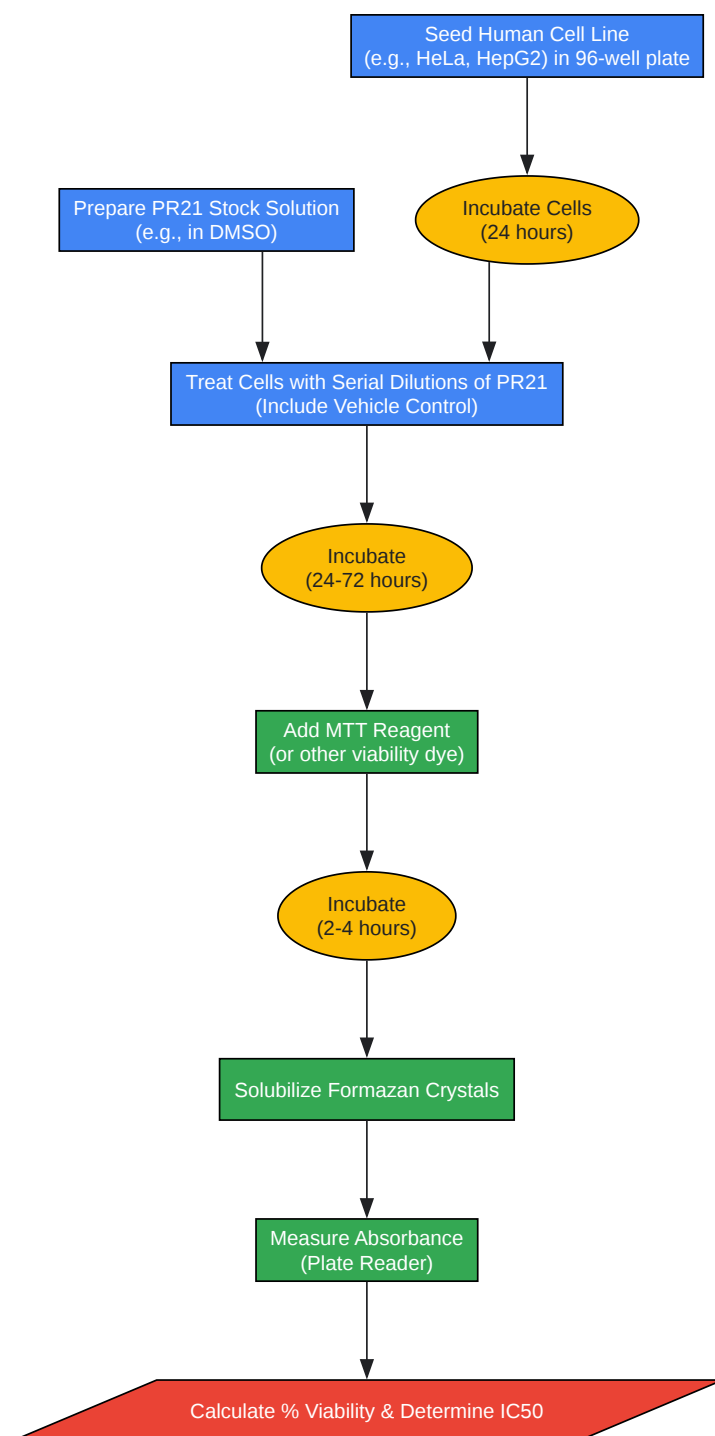 Seed Human Cell Line
(e.g., HeLa, HepG2) in 96-well plate
Prepare PR21 Stock Solution
(e.g., in DMSO)
Incubate Cells
(24 hours)
Treat Cells with Serial Dilutions of PR21
(Include Vehicle Control)
Incubate
(24-72 hours)
Add MTT Reagent
(or other viability dye)
Incubate
(2-4 hours)
Solubilize Formazan Crystals
Measure Absorbance
(Plate Reader)
Calculate % Viability & Determine IC50